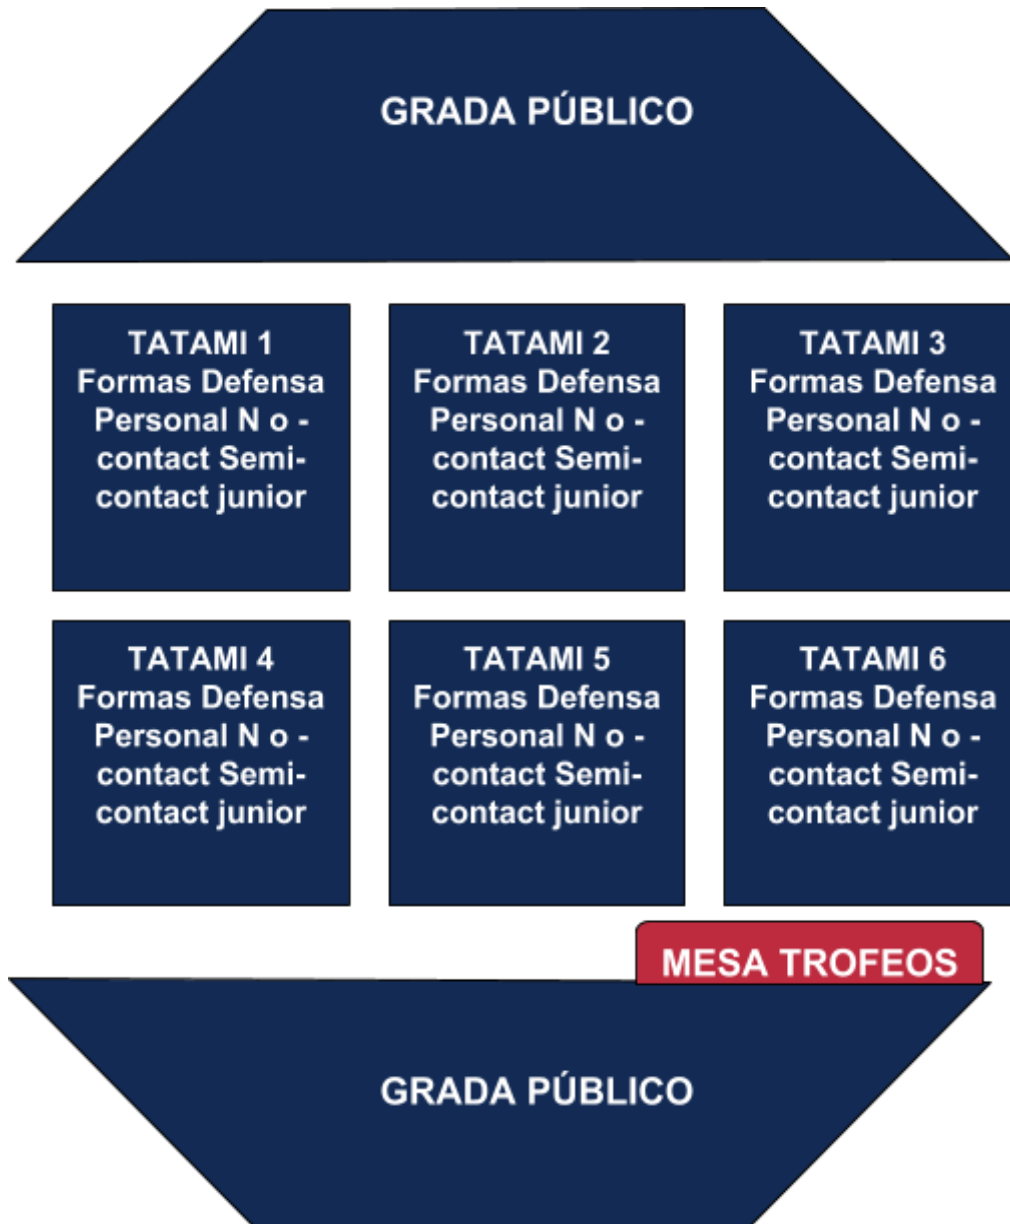 GRADA PÚBLICO
TATAMI 1
Formas Defensa
Personal N o -
contact Semi-
contact junior
TATAMI 2
Formas Defensa
Personal N o -
contact Semi-
contact junior
TATAMI 3
Formas Defensa
Personal N o -
contact Semi-
contact junior
TATAMI 4
Formas Defensa
Personal N o -
contact Semi-
contact junior
TATAMI 5
Formas Defensa
Personal N o -
contact Semi-
contact junior
TATAMI 6
Formas Defensa
Personal N o -
contact Semi-
contact junior
MESA TROFEOS
GRADA PÚBLICO